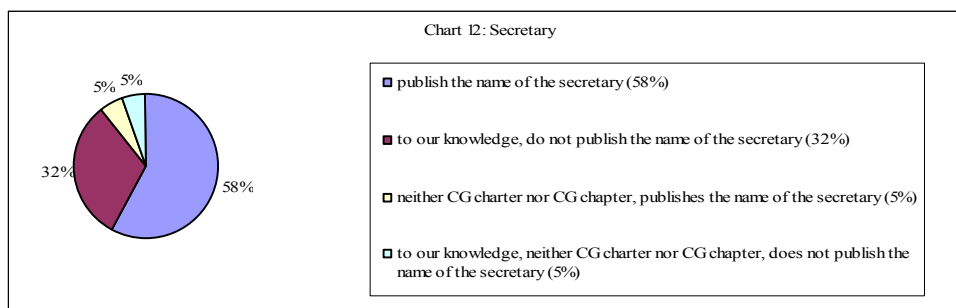 Chart 12: Secretary
5%
5%
32%
58%
publish the name of the secretary (58%)
to our knowledge, do not publish the name of the secretary (32%)
neither CG charter nor CG chapter, publishes the name of the secretary (5%)
to our knowledge, neither CG charter nor CG chapter, does not publish the
name of the secretary (5%)